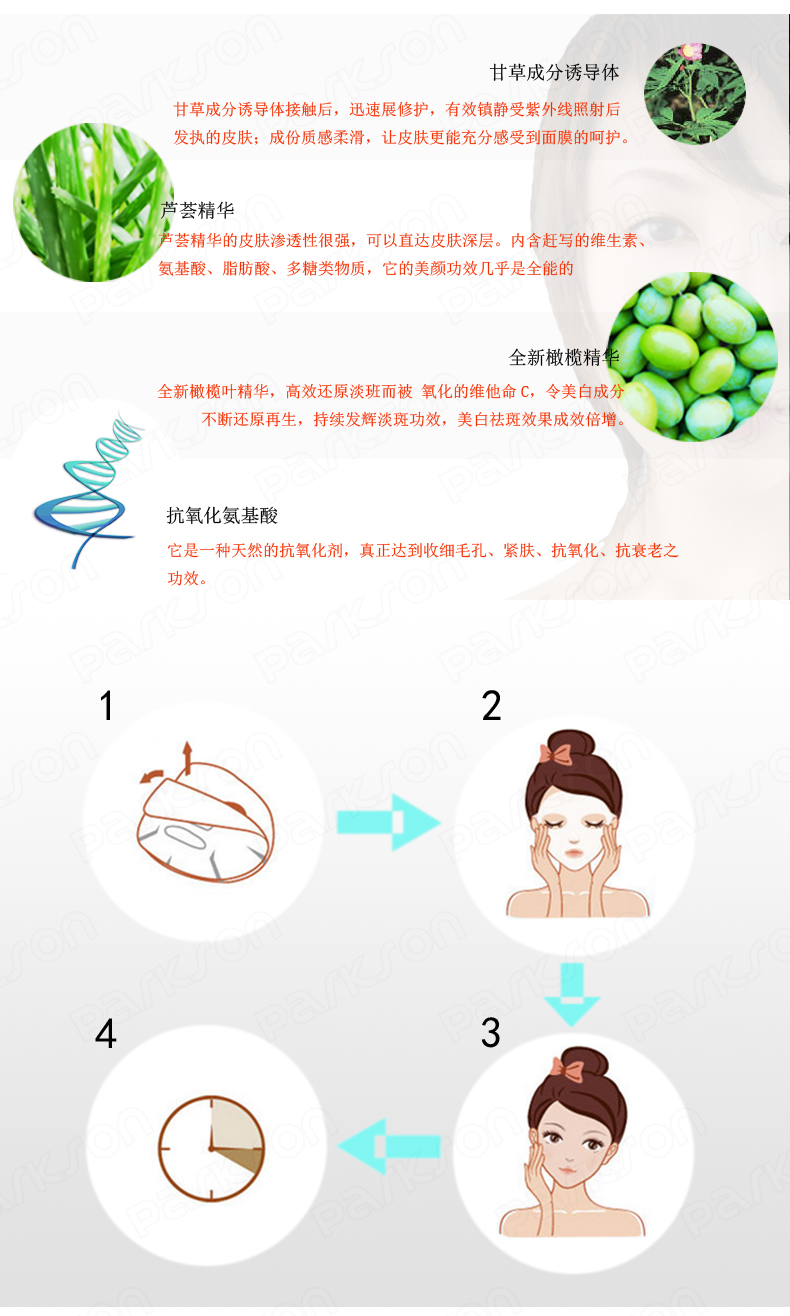 甘草成分诱导体
甘草成分诱导体接触后，迅速展修护，有效镇静受紫外线照射后
发执的皮肤；成份质感柔滑，让皮肤更能充分感受到面膜的呵护。
芦荟精华
芦荟精华的皮肤渗透性很强，可以直达皮肤深层。内含赶写的维生素、
氨基酸、脂肪酸、多糖类物质，它的美颜功效几乎是全能的
全新橄榄精华
全新橄榄叶精华，高效还原淡班而被 氧化的维他命C，令美白成分
不断还原再生，持续发辉淡斑功效，美白祛斑效果成效倍增。
抗氧化氨基酸
它是一种天然的抗氧化剂，真正达到收细毛孔、紧肤、抗氧化、抗衰老之
功效。
1
2
3
4
Parkson